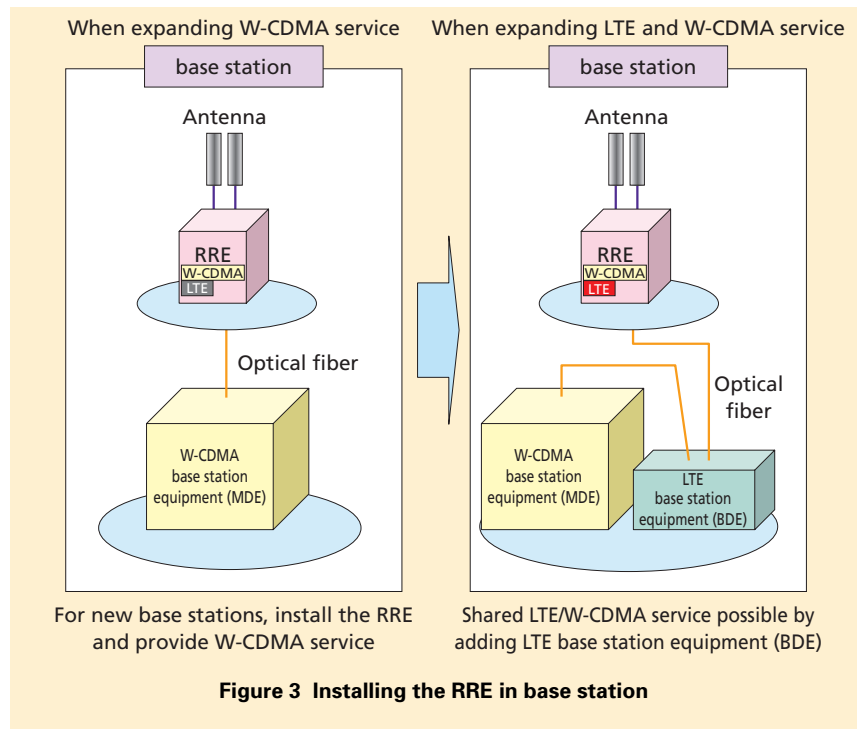 When expanding W-CDMA service
base station
Antenna
RRE
W-CDMA
LTE
Optical fiber
W-CDMA
base station
equipment (MDE)
For new base stations, install the RRE
and provide W-CDMA service
When expanding LTE and W-CDMA service
base station
Antenna
RRE
W-CDMA
LTE
Optical
fiber
W-CDMA
base station
equipment (MDE)
LTE
base station
equipment (BDE)
Shared LTE/W-CDMA service possible by
adding LTE base station equipment (BDE)
Figure 3 Installing the RRE in base station